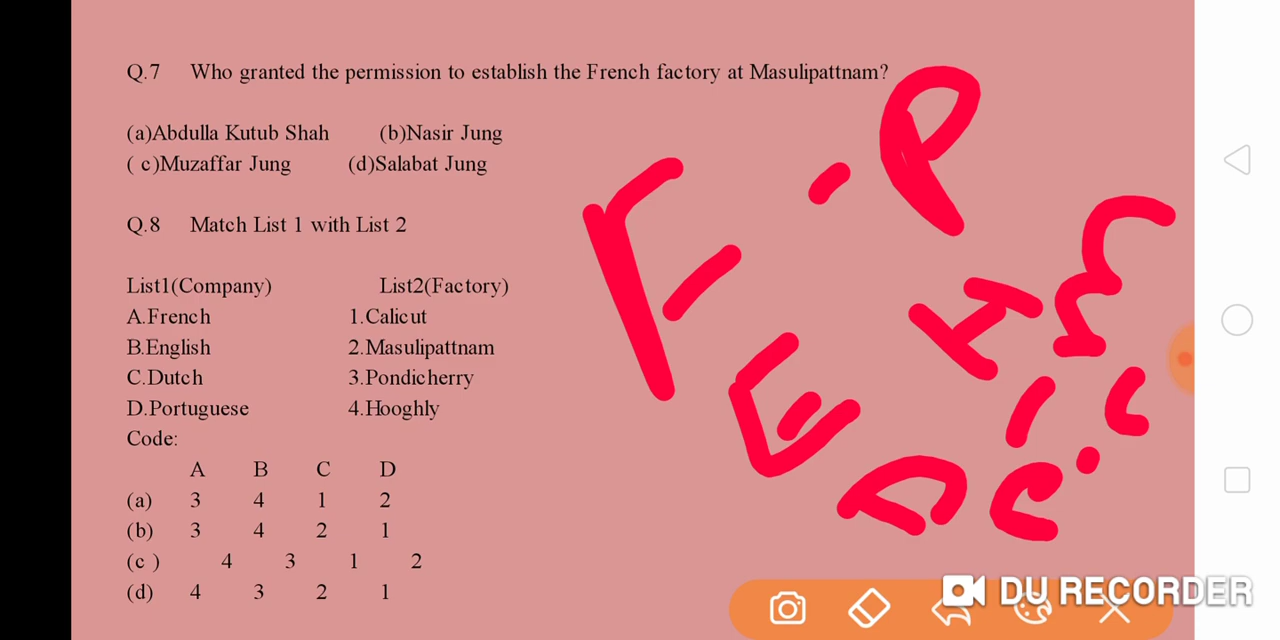 Q.7 Who granted the permission to establish the French factory at Masulipattnam?
(a)Abdulla Kutub Shah (b)Nasir Jung
( c)Muzaffar Jung (d)Salabat Jung
Q.8 Match List 1 with List 2
List1(Company) List2(Factory)
A.French 1.Calicut
B.English 2.Masulipattnam
C.Dutch 3.Pondicherry
D.Portuguese 4.Hooghly
Code:
A B C D
(a) 3 4 1 2
(b) 3 4 2 1
(c ) 4 3 1 2
(d) 4 3 2 1
F - P
E H
D
DU RECORDER